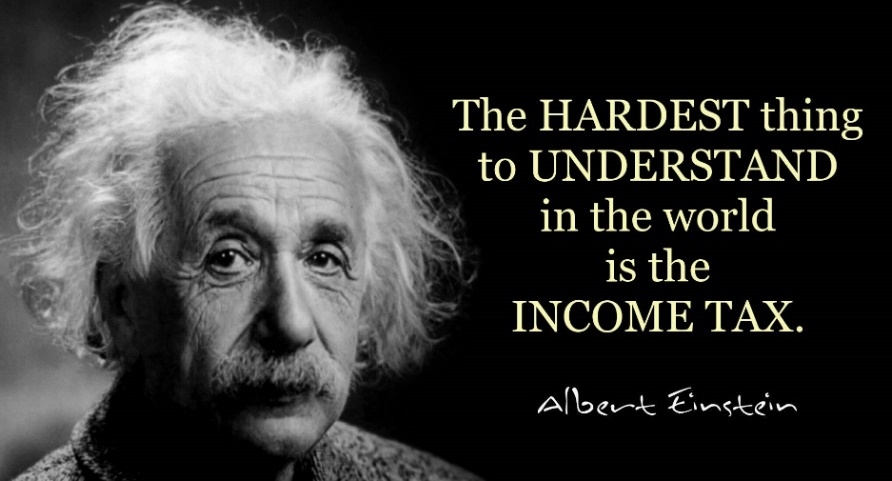 The HARDEST thing
to UNDERSTAND
in the world
is the
INCOME TAX.
Albert Einstein